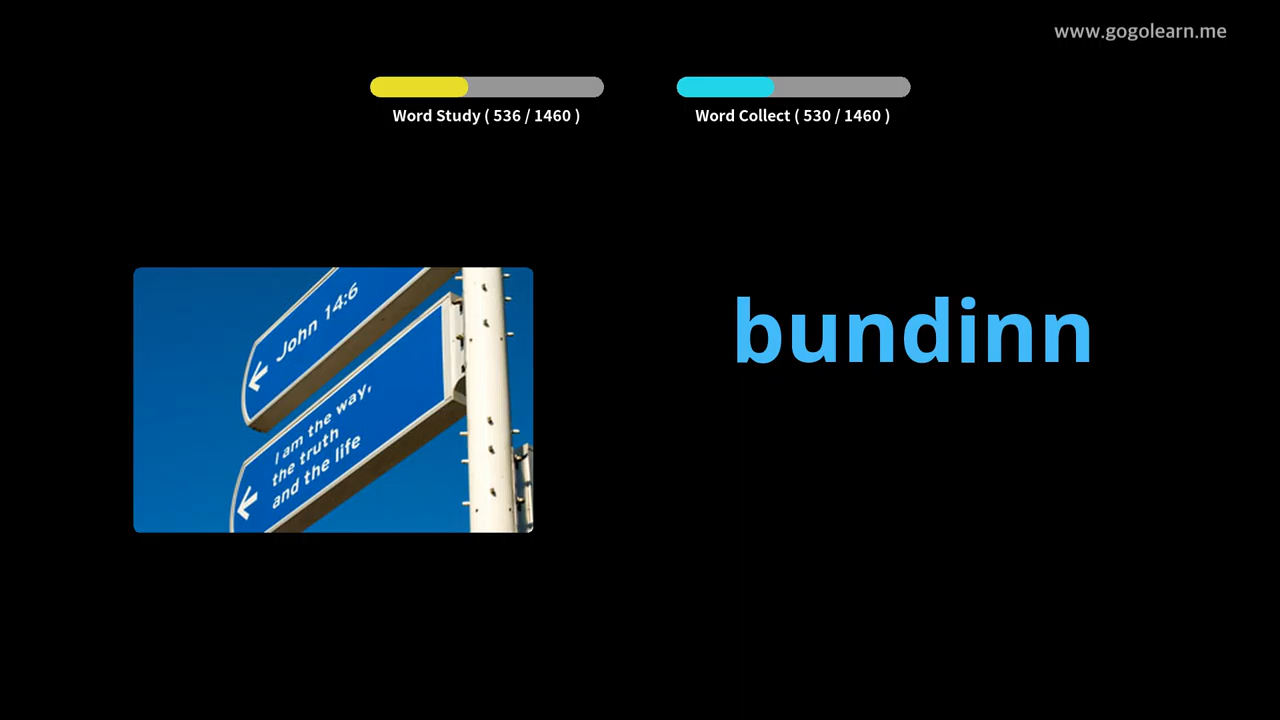 www.gogolearn.me
Word Study ( 536 / 1460 )
Word Collect ( 530 / 1460 )
John 14:6
I am the way,
the truth
and the life
bundinn